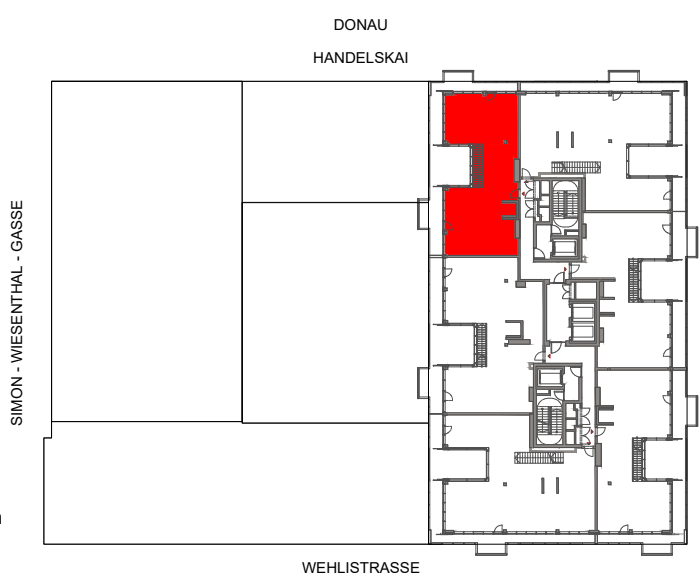 DONAU
HANDELSKAI
SIMON - WIESENTHAL - GASSE
WEHLISTRASSE